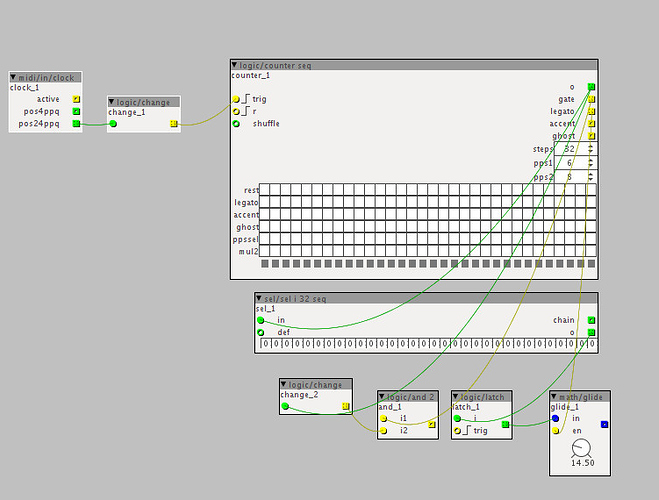 midi/in/clock
clock_1
active
pos4ppq
pos24ppq
logic/change
change_1
logic/counter seq
counter_1
trig
r
shuffle
o
gate
legato
accent
ghost
steps 32
pps1 6
pps2 8
rest
legato
accent
ghost
ppssel
mul2
sel/sel i 32 seq
sel_1
in
def
chain
o
0 0 0 0 0 0 0 0 0 0 0 0 0 0 0 0 0 0 0 0 0 0 0 0 0 0 0 0 0 0 0 0
logic/change
change_2
logic/and 2
and_1
i1
i2
logic/latch
latch_1
i
trig
math/glide
glide_1
in
en
14.50